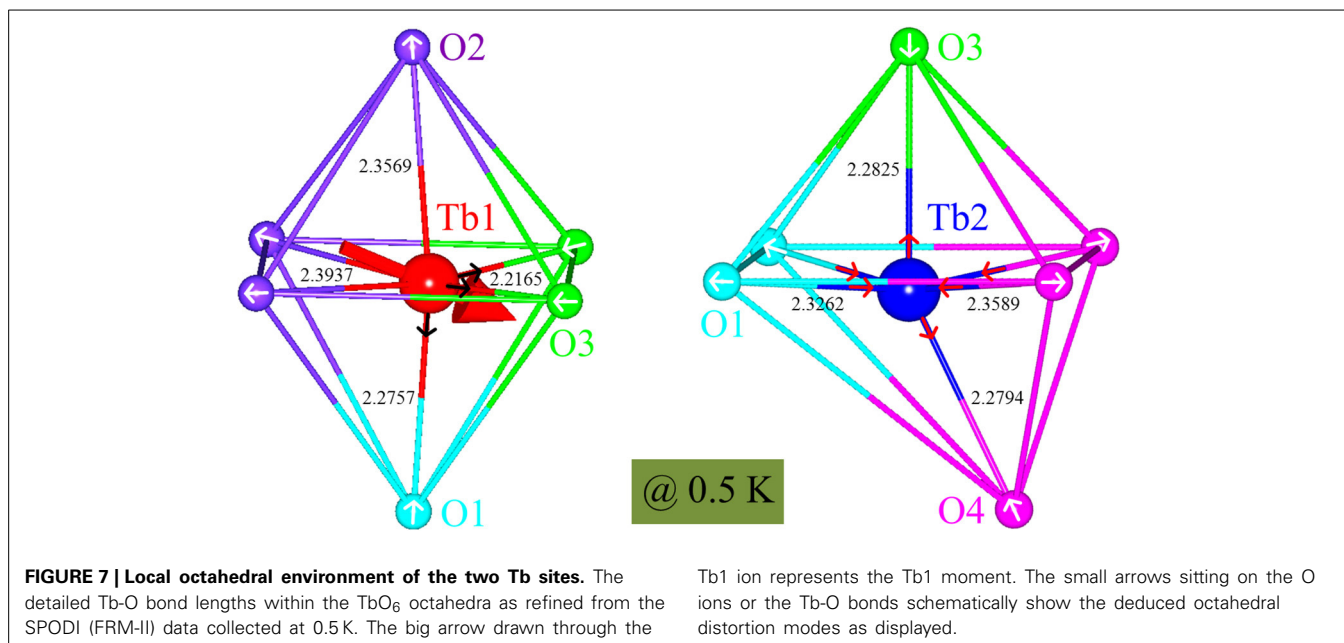 O2
O3
2.3569
2.2825
Tb1
Tb2
2.3937
2.2165
2.3262
2.3589
O1
O3
2.2757
2.2794
@ 0.5 K
O1
O4
FIGURE 7 | Local octahedral environment of the two Tb sites. The
detailed Tb-O bond lengths within the TbO₆ octahedra as refined from the
SPODI (FRM-II) data collected at 0.5 K. The big arrow drawn through the
Tb1 ion represents the Tb1 moment. The small arrows sitting on the O
ions or the Tb-O bonds schematically show the deduced octahedral
distortion modes as displayed.